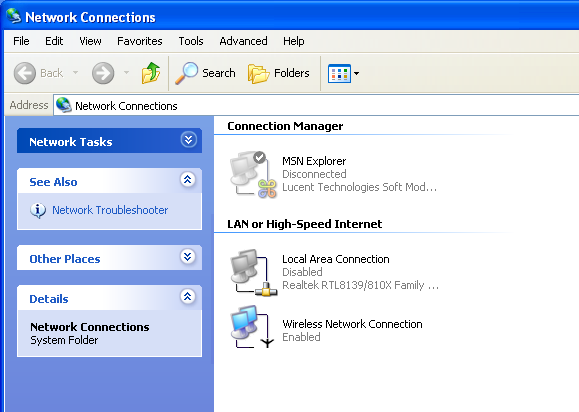 Network Connections
File Edit View Favorites Tools Advanced Help
Back Search Folders
Address Network Connections
Network Tasks
See Also
Network Troubleshooter
Other Places
Details
Network Connections
System Folder
Connection Manager
MSN Explorer
Disconnected
Lucent Technologies Soft Mod...
LAN or High-Speed Internet
Local Area Connection
Disabled
Realtek RTL8139/810X Family ...
Wireless Network Connection
Enabled